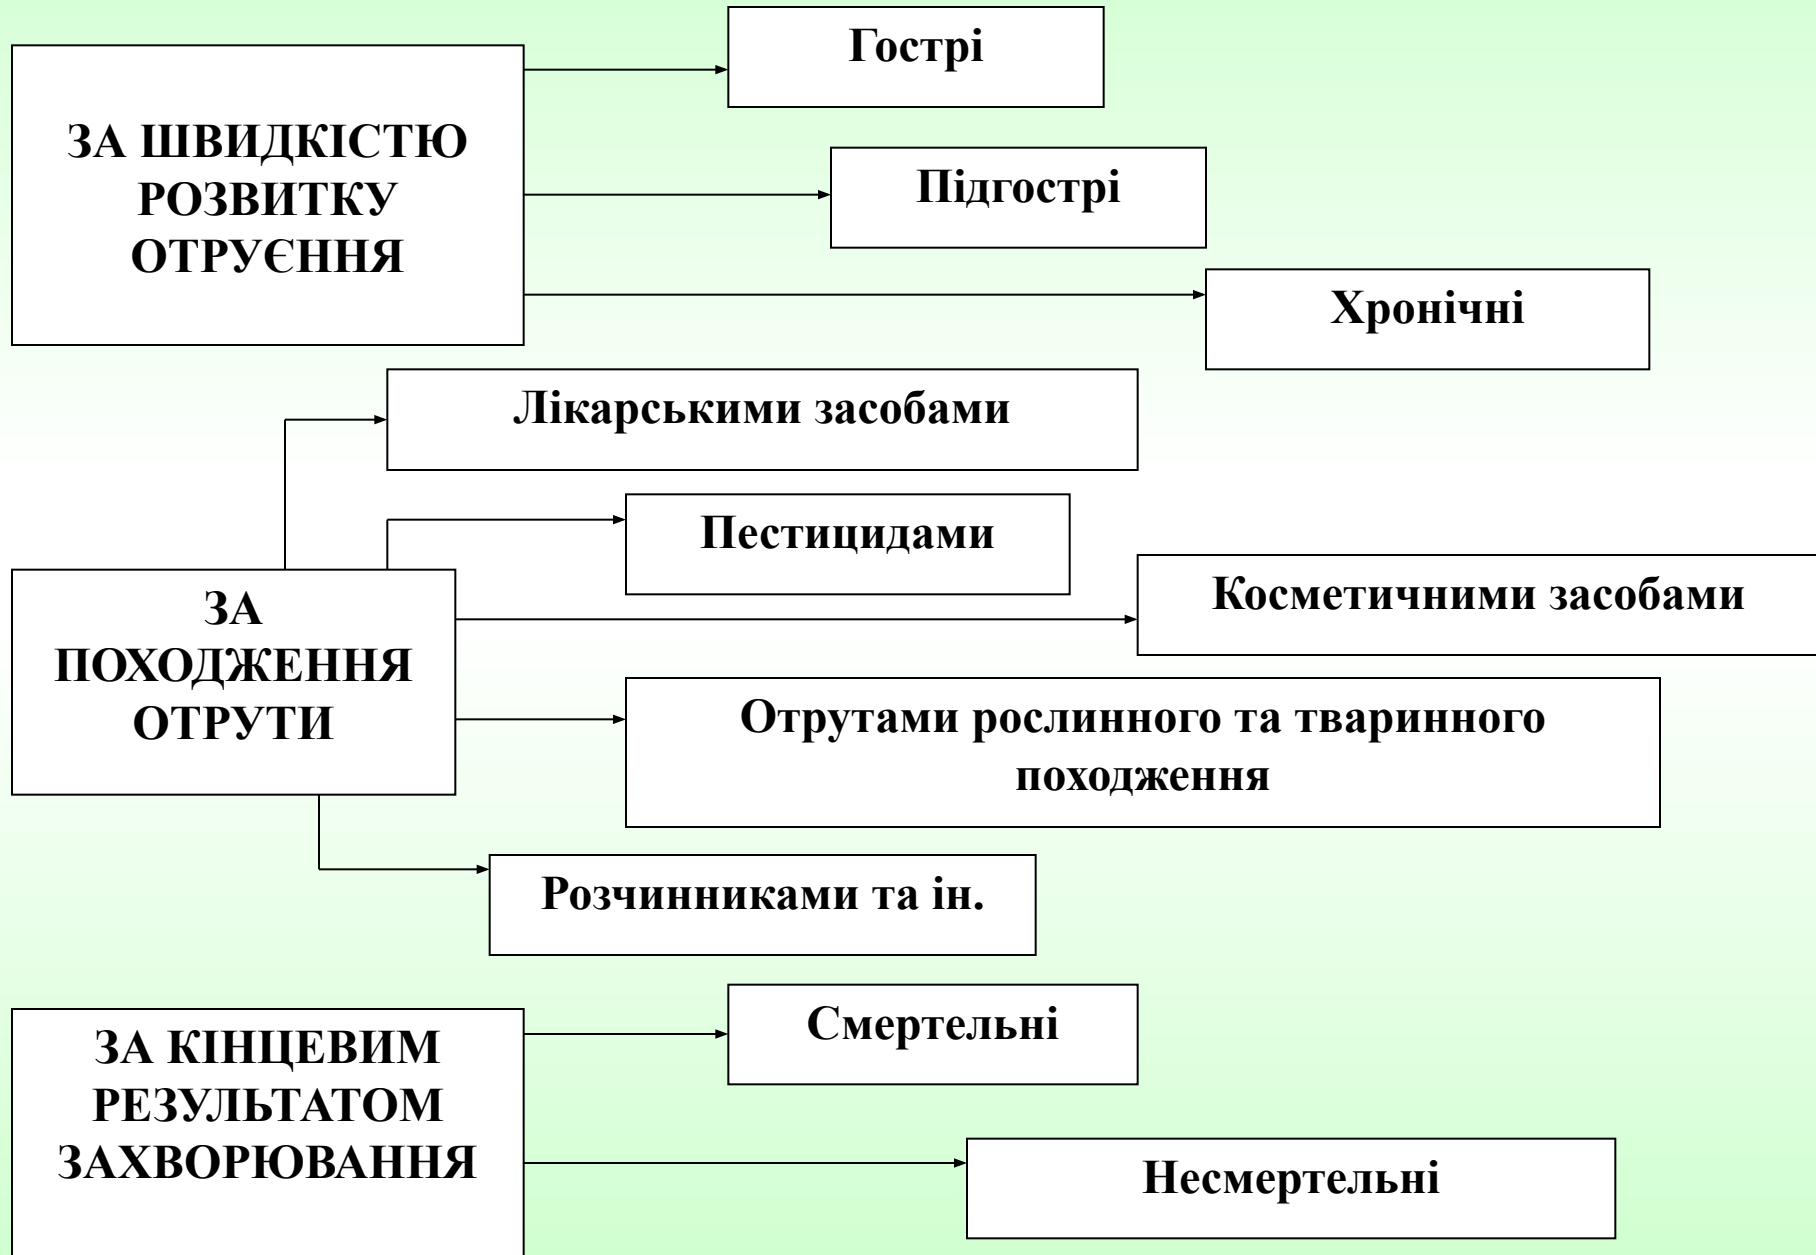 ЗА ШВИДКІСТЮ
РОЗВИТКУ
ОТРУЄННЯ
Гострі
Підгострі
Хронічні
ЗА
ПОХОДЖЕННЯ
ОТРУТИ
Лікарськими засобами
Пестицидами
Косметичними засобами
Отрутами рослинного та тваринного
походження
Розчинниками та ін.
ЗА КІНЦЕВИМ
РЕЗУЛЬТАТОМ
ЗАХВОРЮВАННЯ
Смертельні
Несмертельні